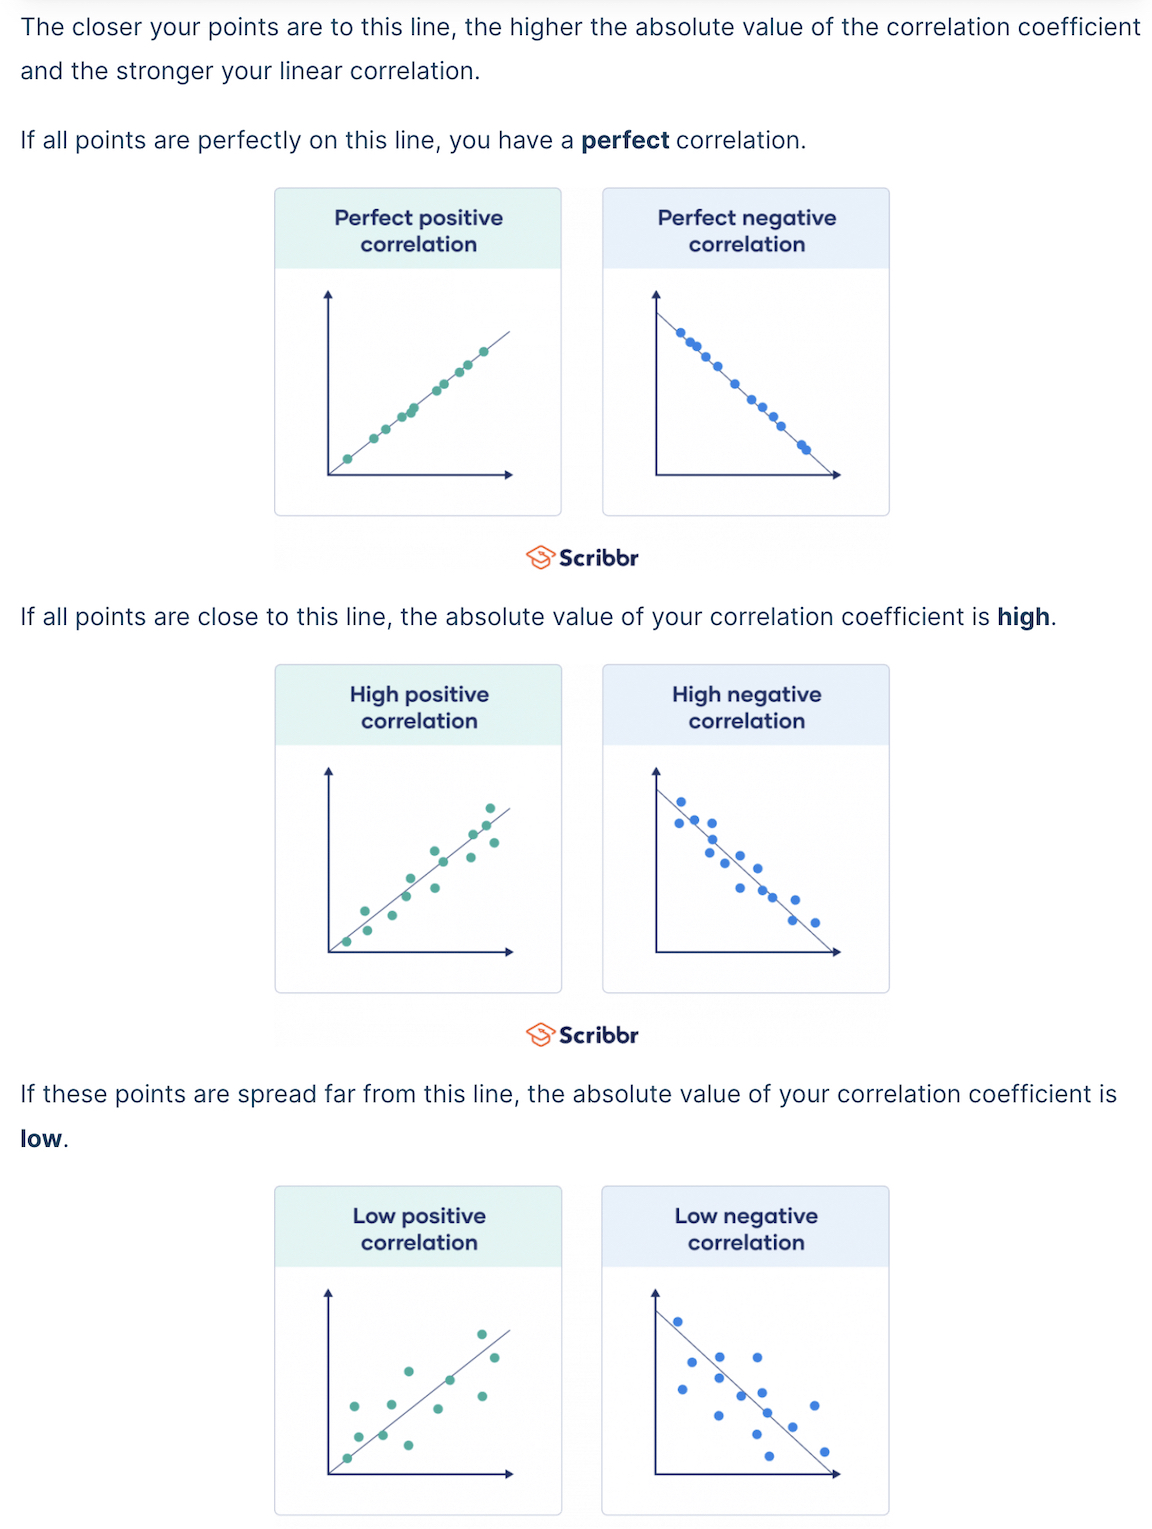 The closer your points are to this line, the higher the absolute value of the correlation coefficient
and the stronger your linear correlation.
If all points are perfectly on this line, you have a perfect correlation.
Perfect positive
correlation
Perfect negative
correlation
Scribbr
If all points are close to this line, the absolute value of your correlation coefficient is high.
High positive
correlation
High negative
correlation
Scribbr
If these points are spread far from this line, the absolute value of your correlation coefficient is
low.
Low positive
correlation
Low negative
correlation